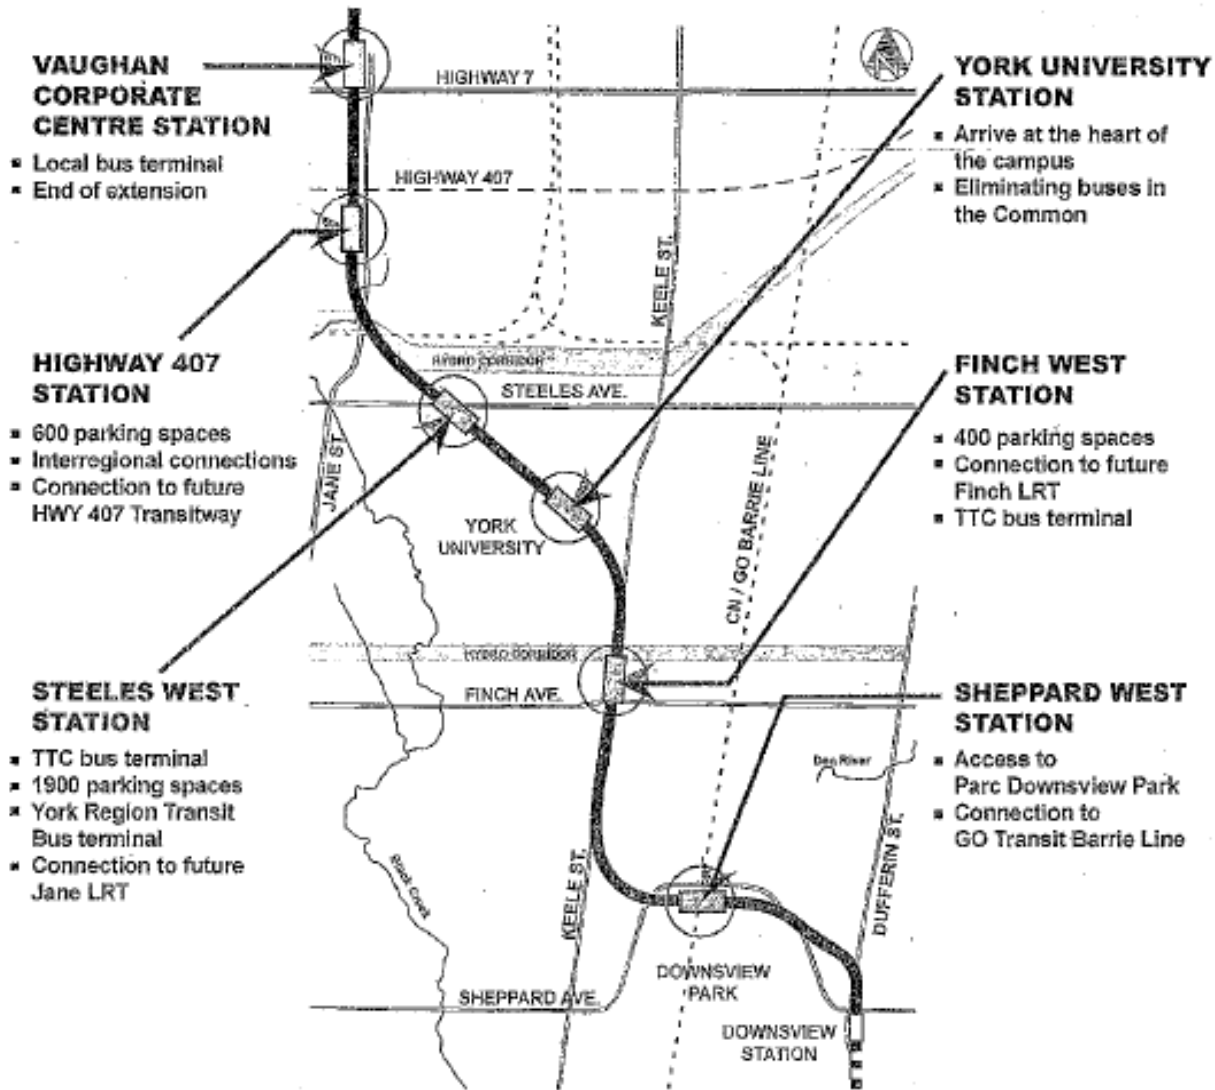 VAUGHAN
CORPORATE
CENTRE STATION
▪ Local bus terminal
▪ End of extension
HIGHWAY 407
STATION
▪ 600 parking spaces
▪ Interregional connections
▪ Connection to future
HWY 407 Transitway
STEELES WEST
STATION
▪ TTC bus terminal
▪ 1900 parking spaces
▪ York Region Transit
Bus terminal
▪ Connection to future
Jane LRT
HIGHWAY 7
HIGHWAY 407
KEELE ST.
HYDRO CORRIDOR
STEELES AVE.
JANE ST
YORK
UNIVERSITY
CN / GO BARRIE LINE
HYDRO CORRIDOR
FINCH AVE.
Don River
Black Creek
KEELE ST.
DUFFERIN ST.
DOWNSVIEW
PARK
SHEPPARD AVE.
DOWNSVIEW
STATION
YORK UNIVERSITY
STATION
▪ Arrive at the heart of
the campus
▪ Eliminating buses in
the Common
FINCH WEST
STATION
▪ 400 parking spaces
▪ Connection to future
Finch LRT
▪ TTC bus terminal
SHEPPARD WEST
STATION
▪ Access to
Parc Downsview Park
▪ Connection to
GO Transit Barrie Line